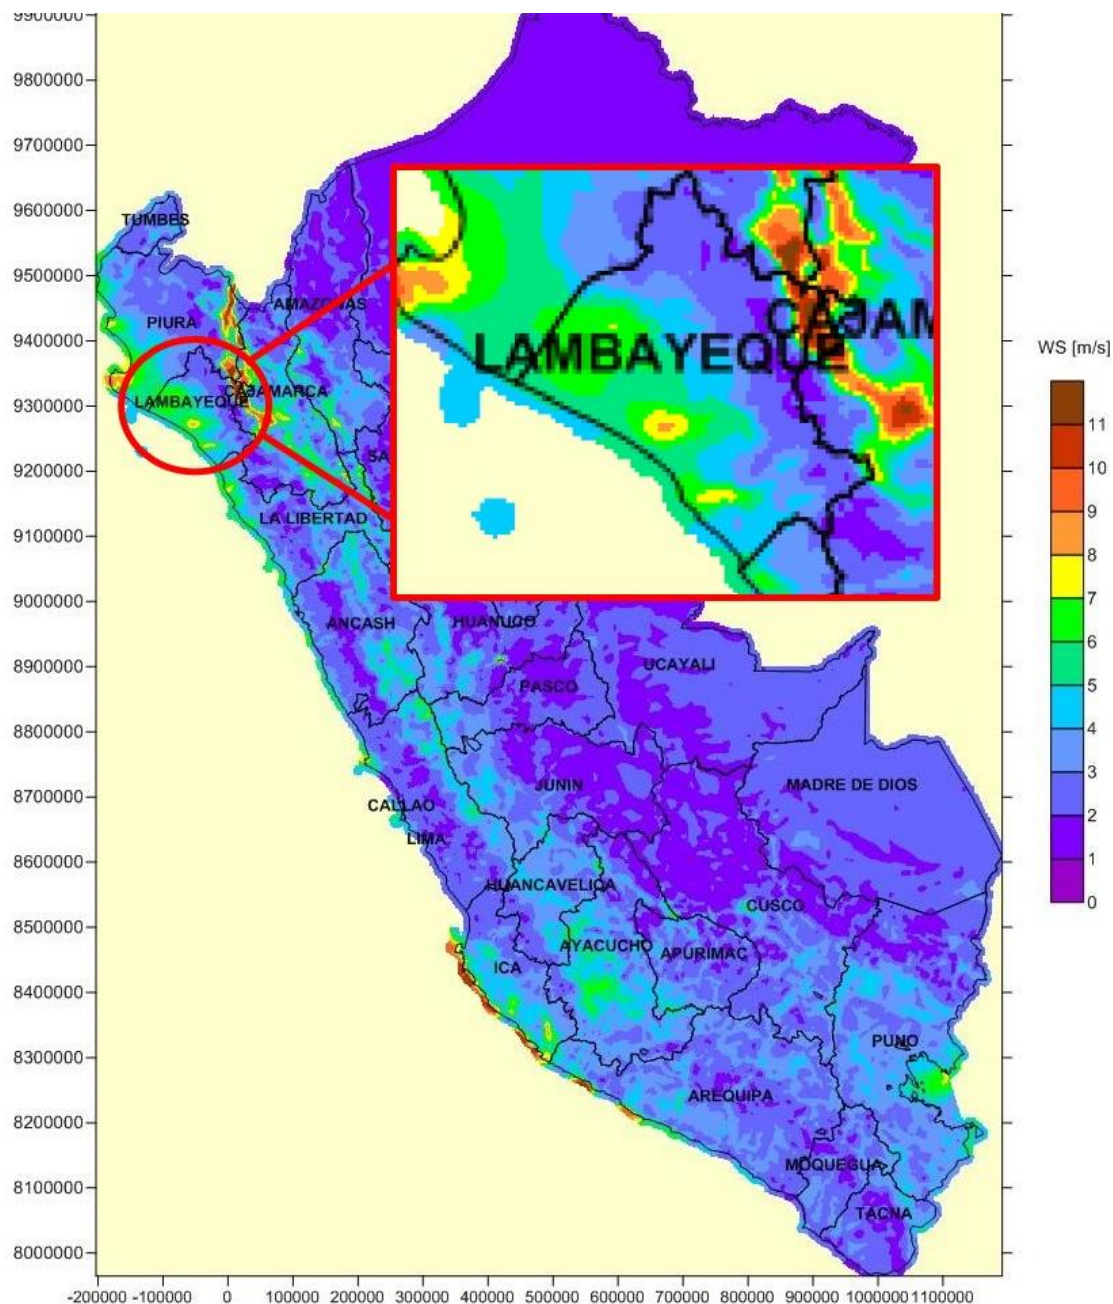 9900000
9800000
9700000
9600000
9500000
9400000
9300000
9200000
9100000
9000000
8900000
8800000
8700000
8600000
8500000
8400000
8300000
8200000
8100000
8000000
-200000 -100000 0 100000 200000 300000 400000 500000 600000 700000 800000 900000 1000000 1100000
TUMBES
PIURA
AMAZONAS
LAMBAYEQUE
CAJAMARCA
SA
LA LIBERTAD
LAMBAYEQUE
CAJAM
ANCASH
HUANUCO
UCAYALI
PASCO
JUNIN
MADRE DE DIOS
CALLAO
LIMA
HUANCAVELICA
CUSCO
AYACUCHO
APURIMAC
ICA
PUNO
AREQUIPA
MOQUEGUA
TACNA
WS [m/s]
11
10
9
8
7
6
5
4
3
2
1
0